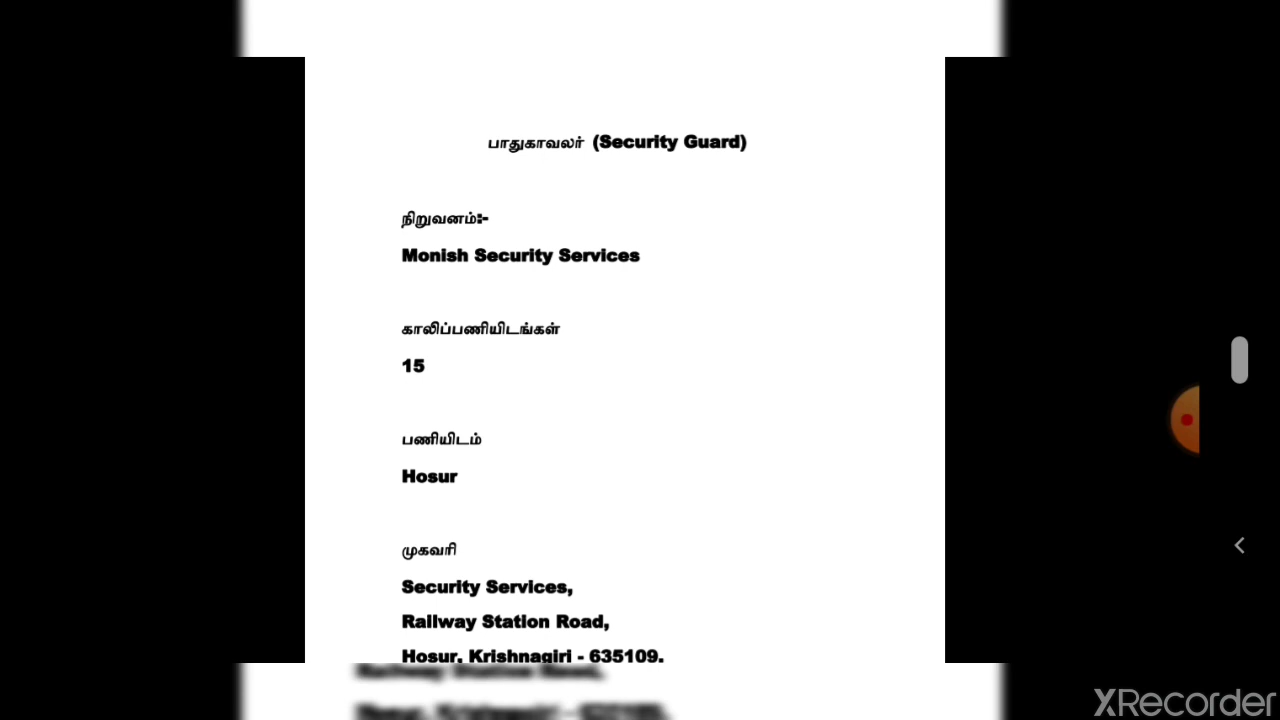 பாதுகாவலர் (Security Guard)
நிறுவனம்:-
Monish Security Services
காலிப்பணியிடங்கள்
15
பணியிடம்
Hosur
முகவரி
Security Services,
Railway Station Road,
Hosur, Krishnagiri - 635109.
XRecorder